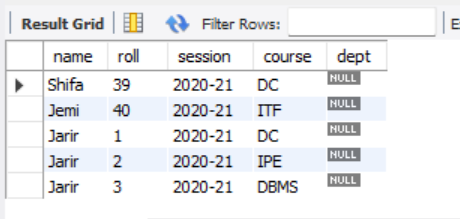 Result Grid Filter Rows:
name roll session course dept
Shifa 39 2020-21 DC NULL
Jemi 40 2020-21 ITF NULL
Jarir 1 2020-21 DC NULL
Jarir 2 2020-21 IPE NULL
Jarir 3 2020-21 DBMS NULL